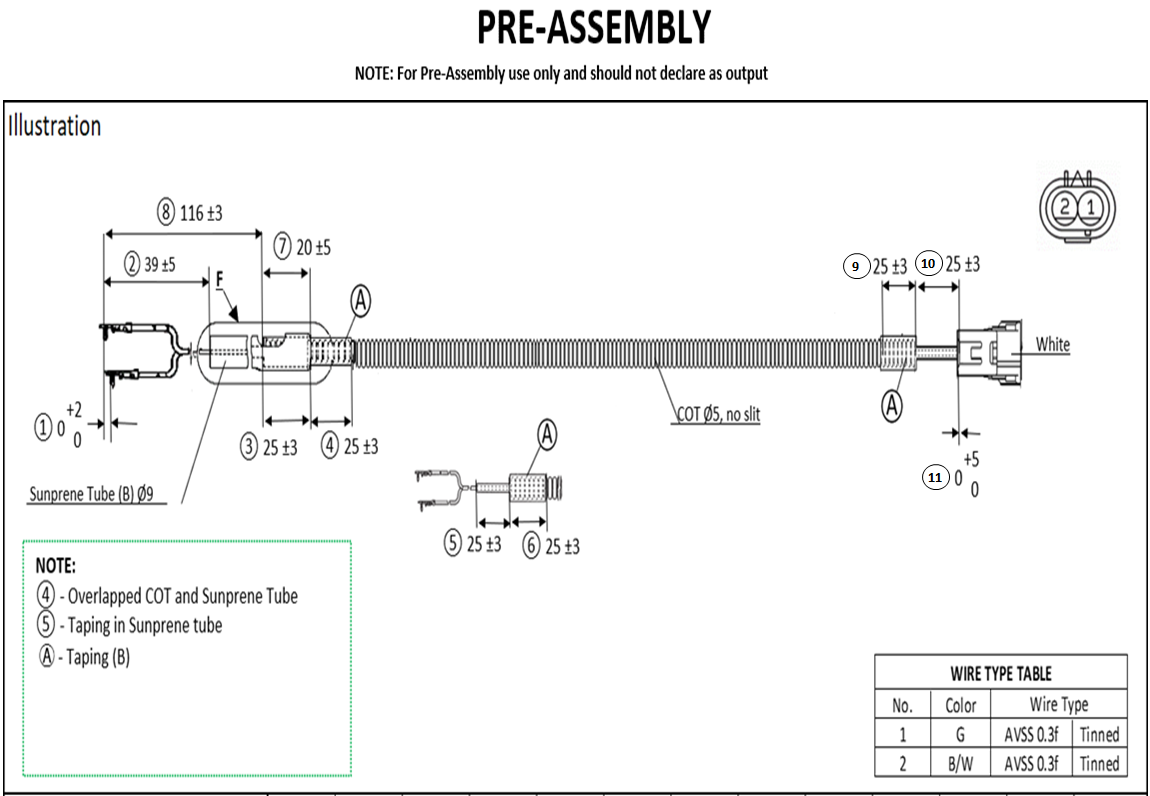 PRE-ASSEMBLY
NOTE: For Pre-Assembly use only and should not declare as output
Illustration
2 1
8 116 ±3
7 20 ±5
2 39 ±5
F
A
9 25 ±3
10 25 ±3
White
A
COT Ø5, no slit
1 0 +2 0
3 25 ±3
4 25 ±3
A
11 0 +5 0
Sunprene Tube (B) Ø9
5 25 ±3
6 25 ±3
NOTE:
4 - Overlapped COT and Sunprene Tube
5 - Taping in Sunprene tube
A - Taping (B)
WIRE TYPE TABLE
No. Color Wire Type
1 G AVSS 0.3f Tinned
2 B/W AVSS 0.3f Tinned